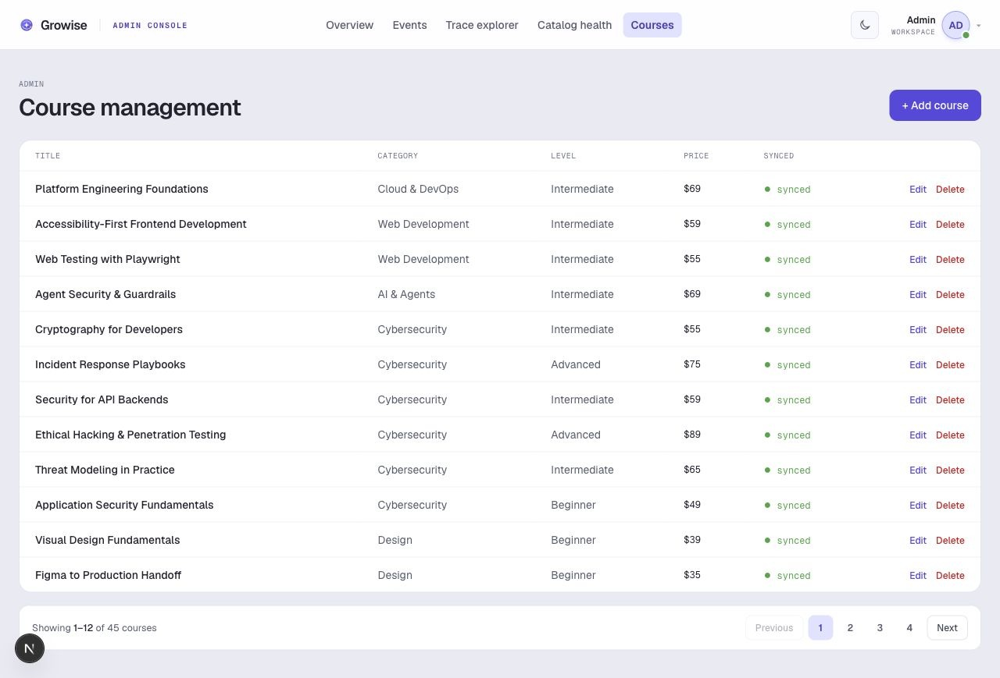 Growise ADMIN CONSOLE Overview Events Trace explorer Catalog health Courses Admin WORKSPACE AD
ADMIN
Course management + Add course
TITLE CATEGORY LEVEL PRICE SYNCED
Platform Engineering Foundations Cloud & DevOps Intermediate $69 synced Edit Delete
Accessibility-First Frontend Development Web Development Intermediate $59 synced Edit Delete
Web Testing with Playwright Web Development Intermediate $55 synced Edit Delete
Agent Security & Guardrails AI & Agents Intermediate $69 synced Edit Delete
Cryptography for Developers Cybersecurity Intermediate $55 synced Edit Delete
Incident Response Playbooks Cybersecurity Advanced $75 synced Edit Delete
Security for API Backends Cybersecurity Intermediate $59 synced Edit Delete
Ethical Hacking & Penetration Testing Cybersecurity Advanced $89 synced Edit Delete
Threat Modeling in Practice Cybersecurity Intermediate $65 synced Edit Delete
Application Security Fundamentals Cybersecurity Beginner $49 synced Edit Delete
Visual Design Fundamentals Design Beginner $39 synced Edit Delete
Figma to Production Handoff Design Beginner $35 synced Edit Delete
Showing 1–12 of 45 courses Previous 1 2 3 4 Next
N